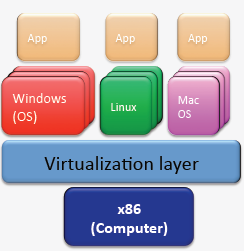 App App App
Windows
(OS)
Linux
Mac
OS
Virtualization layer
x86
(Computer)